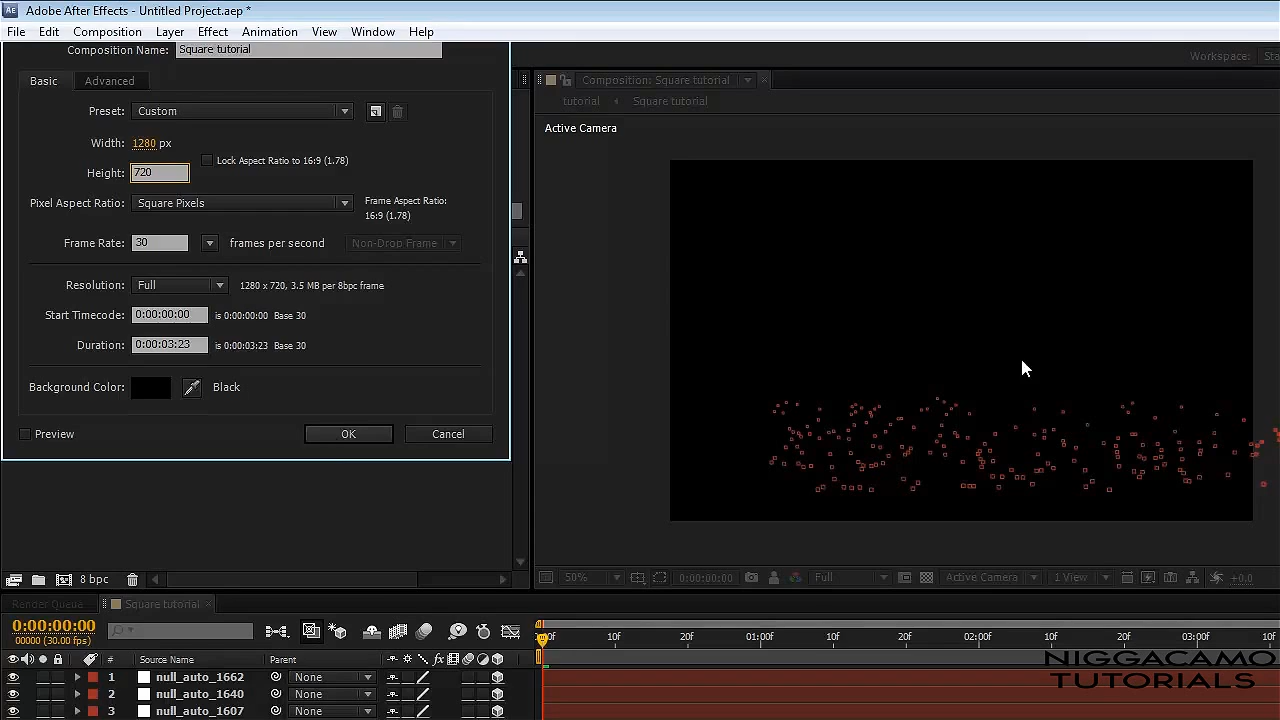 Adobe After Effects - Untitled Project.aep *
File Edit Composition Layer Effect Animation View Window Help
Composition Name: Square tutorial
Workspace: Sta
Basic Advanced
Composition: Square tutorial
tutorial Square tutorial
Preset: Custom
Active Camera
Width: 1280 px
Lock Aspect Ratio to 16:9 (1.78)
Height: 720
Pixel Aspect Ratio: Square Pixels
Frame Aspect Ratio:
16:9 (1.78)
Frame Rate: 30 frames per second Non-Drop Frame
Resolution: Full 1280 x 720, 3.5 MB per 8bpc frame
Start Timecode: 0:00:00:00 is 0:00:00:00 Base 30
Duration: 0:00:03:23 is 0:00:03:23 Base 30
Background Color: Black
Preview OK Cancel
8 bpc
50% 0:00:00:00 Full Active Camera 1 View +0.0
Render Queue Square tutorial
0:00:00:00
00000 (30.00 fps)
00f 10f 20f 01:00f 10f 20f 02:00f 10f 20f 03:00f 10f
# Source Name Parent
1 null_auto_1662 None
2 null_auto_1640 None
3 null_auto_1607 None
NIGGACAMO
TUTORIALS